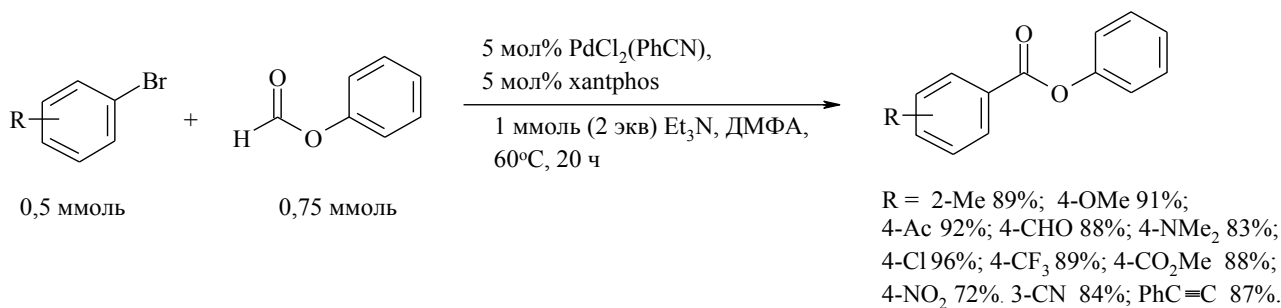 R
Br
+
O
H
O
5 мол% PdCl₂(PhCN),
5 мол% xantphos
1 ммоль (2 экв) Et₃N, ДМФА,
60°C, 20 ч
R
O
O
0,5 ммоль
0,75 ммоль
R = 2-Me 89%; 4-OMe 91%;
4-Ac 92%; 4-CHO 88%; 4-NMe₂ 83%;
4-Cl 96%; 4-CF₃ 89%; 4-CO₂Me 88%;
4-NO₂ 72%. 3-CN 84%; PhC≡C 87%.